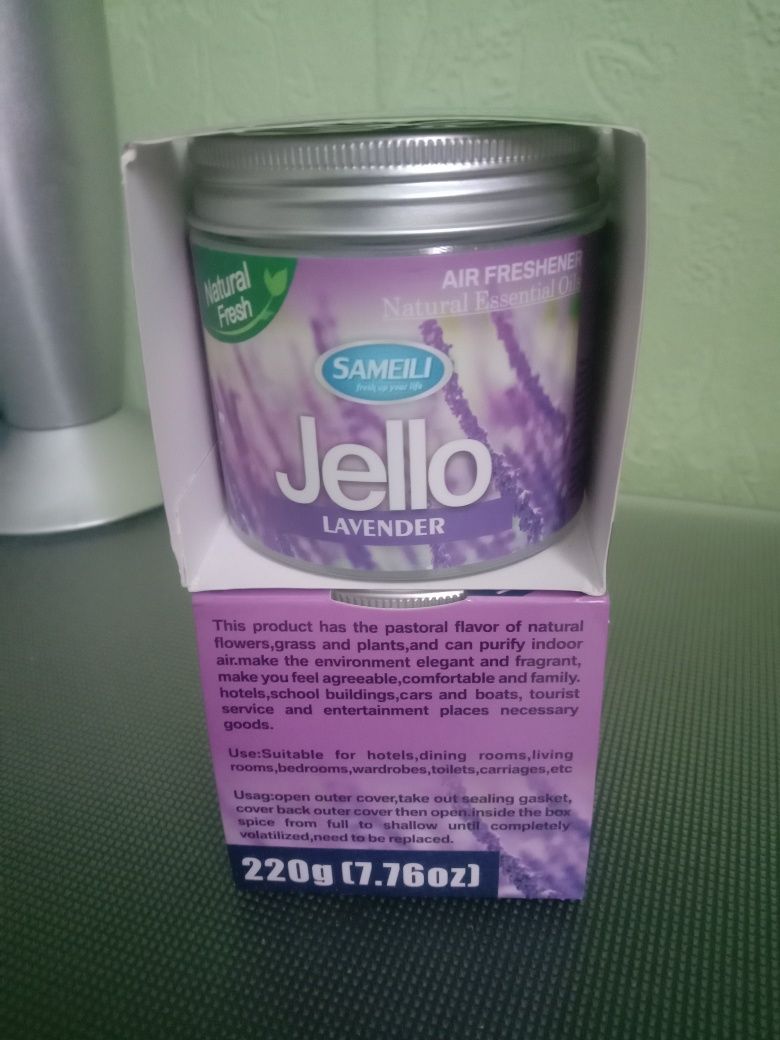 Natural
Fresh
AIR FRESHENER
Natural Essential Oils
SAMEILI
fresh up your life
Jello
LAVENDER
This product has the pastoral flavor of natural
flowers,grass and plants,and can purify indoor
air.make the environment elegant and fragrant,
make you feel agreeable,comfortable and family.
hotels,school buildings,cars and boats, tourist
service and entertainment places necessary
goods.
Use:Suitable for hotels,dining rooms,living
rooms,bedrooms,wardrobes,toilets,carriages,etc
Usag:open outer cover,take out sealing gasket,
cover back outer cover then open.inside the box
spice from full to shallow until completely
volatilized,need to be replaced.
220g (7.76oz)